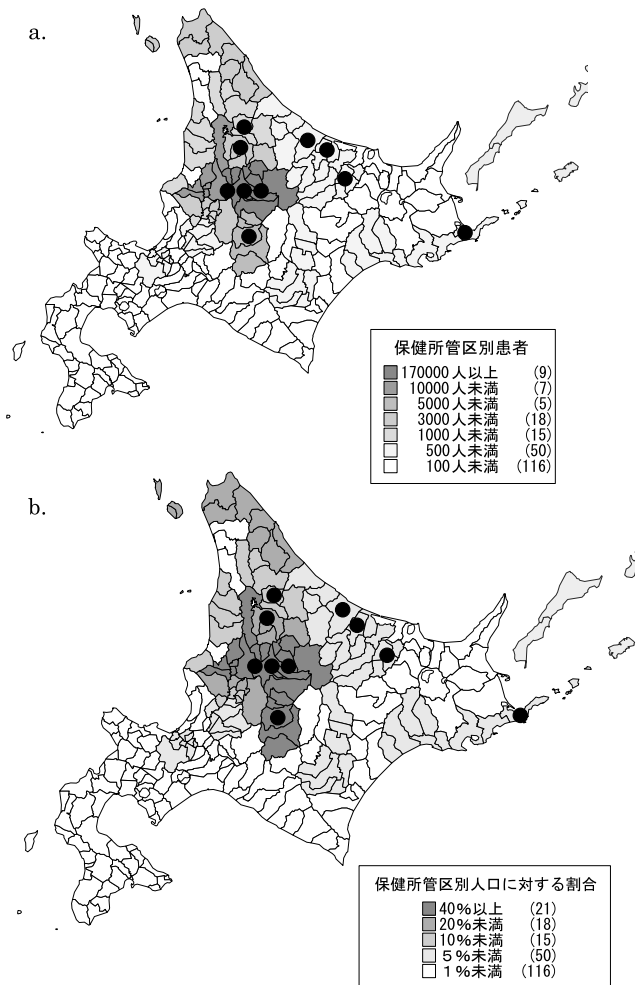 a.
保健所管区別患者
170000人以上 (9)
10000人未満 (7)
5000人未満 (5)
3000人未満 (18)
1000人未満 (15)
500人未満 (50)
100人未満 (116)
b.
保健所管区別人口に対する割合
40%以上 (21)
20%未満 (18)
10%未満 (15)
5%未満 (50)
1%未満 (116)